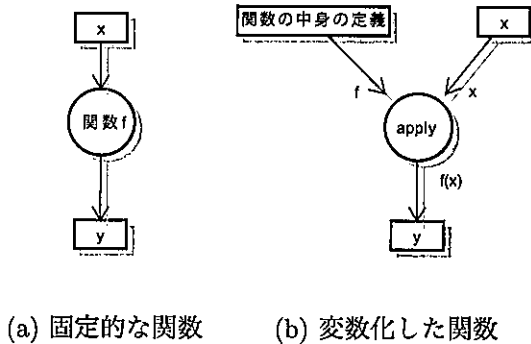 x
関数f
y
(a) 固定的な関数
関数の中身の定義
x
f
x
apply
f(x)
y
(b) 変数化した関数